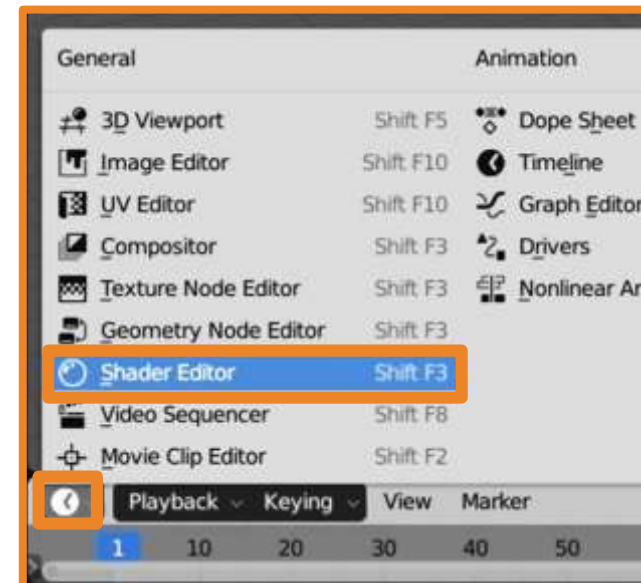 General Animation
3D Viewport Shift F5 Dope Sheet
Image Editor Shift F10 Timeline
UV Editor Shift F10 Graph Editor
Compositor Shift F3 Drivers
Texture Node Editor Shift F3 Nonlinear
Geometry Node Editor Shift F3
Shader Editor Shift F3
Video Sequencer Shift F8
Movie Clip Editor Shift F2
Playback Keying View Marker
1 10 20 30 40 50